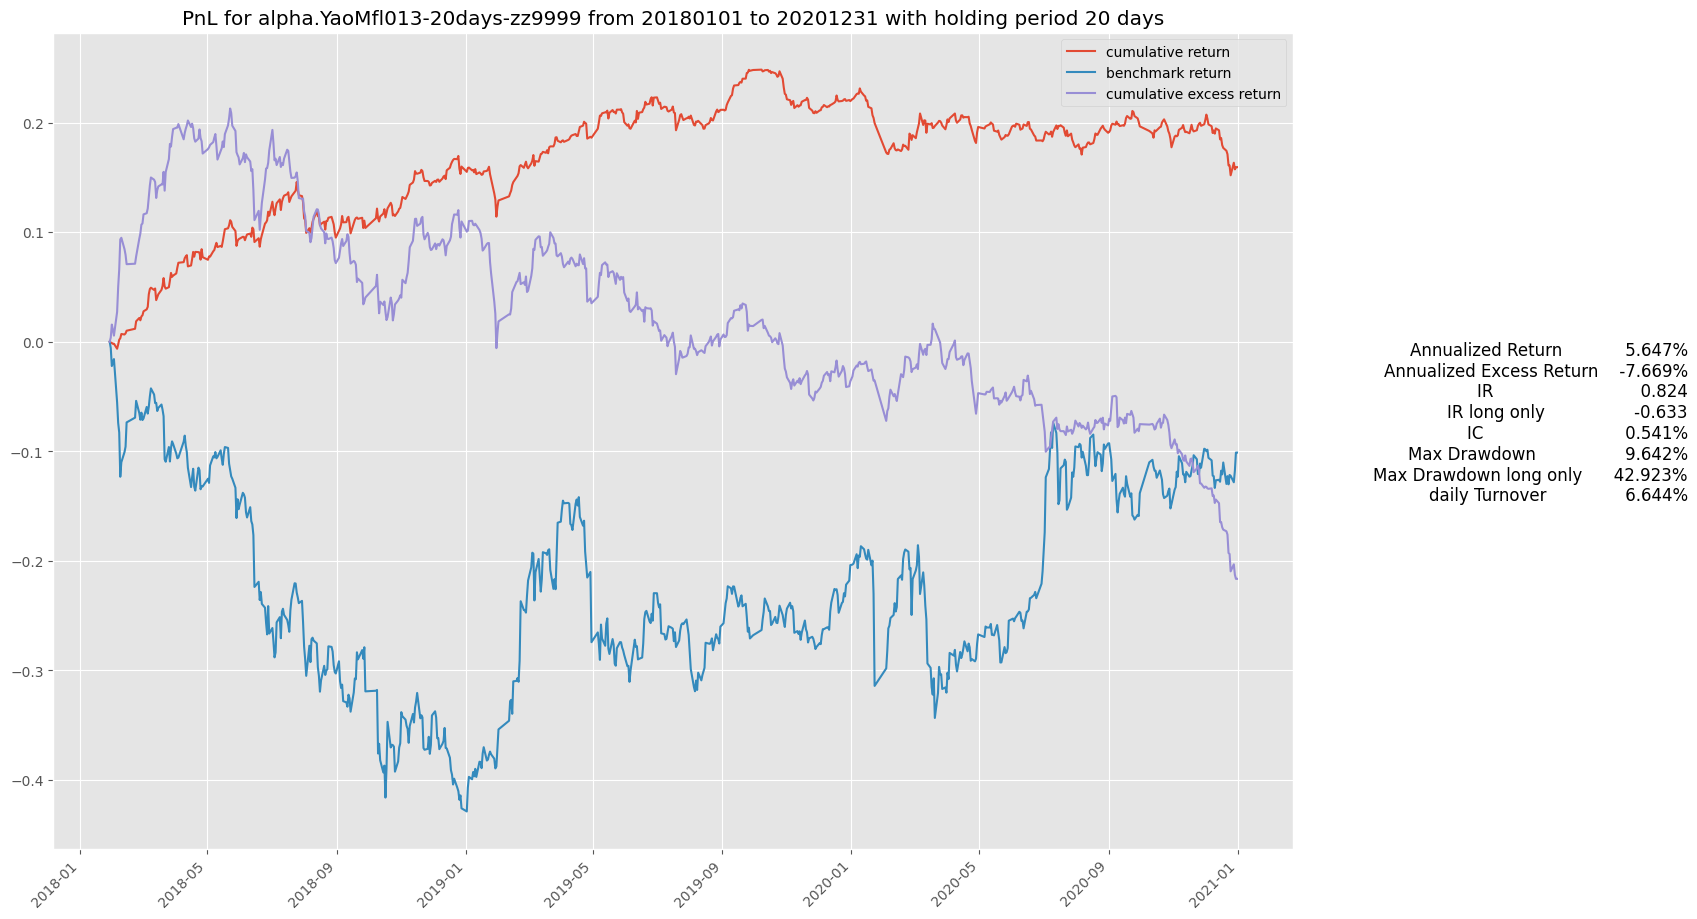 PnL for alpha.YaoMfl013-20days-zz9999 from 20180101 to 20201231 with holding period 20 days
cumulative return
benchmark return
cumulative excess return
0.2
0.1
0.0
−0.1
−0.2
−0.3
−0.4
2018-01
2018-05
2018-09
2019-01
2019-05
2019-09
2020-01
2020-05
2020-09
2021-01
Annualized Return 5.647%
Annualized Excess Return -7.669%
IR 0.824
IR long only -0.633
IC 0.541%
Max Drawdown 9.642%
Max Drawdown long only 42.923%
daily Turnover 6.644%